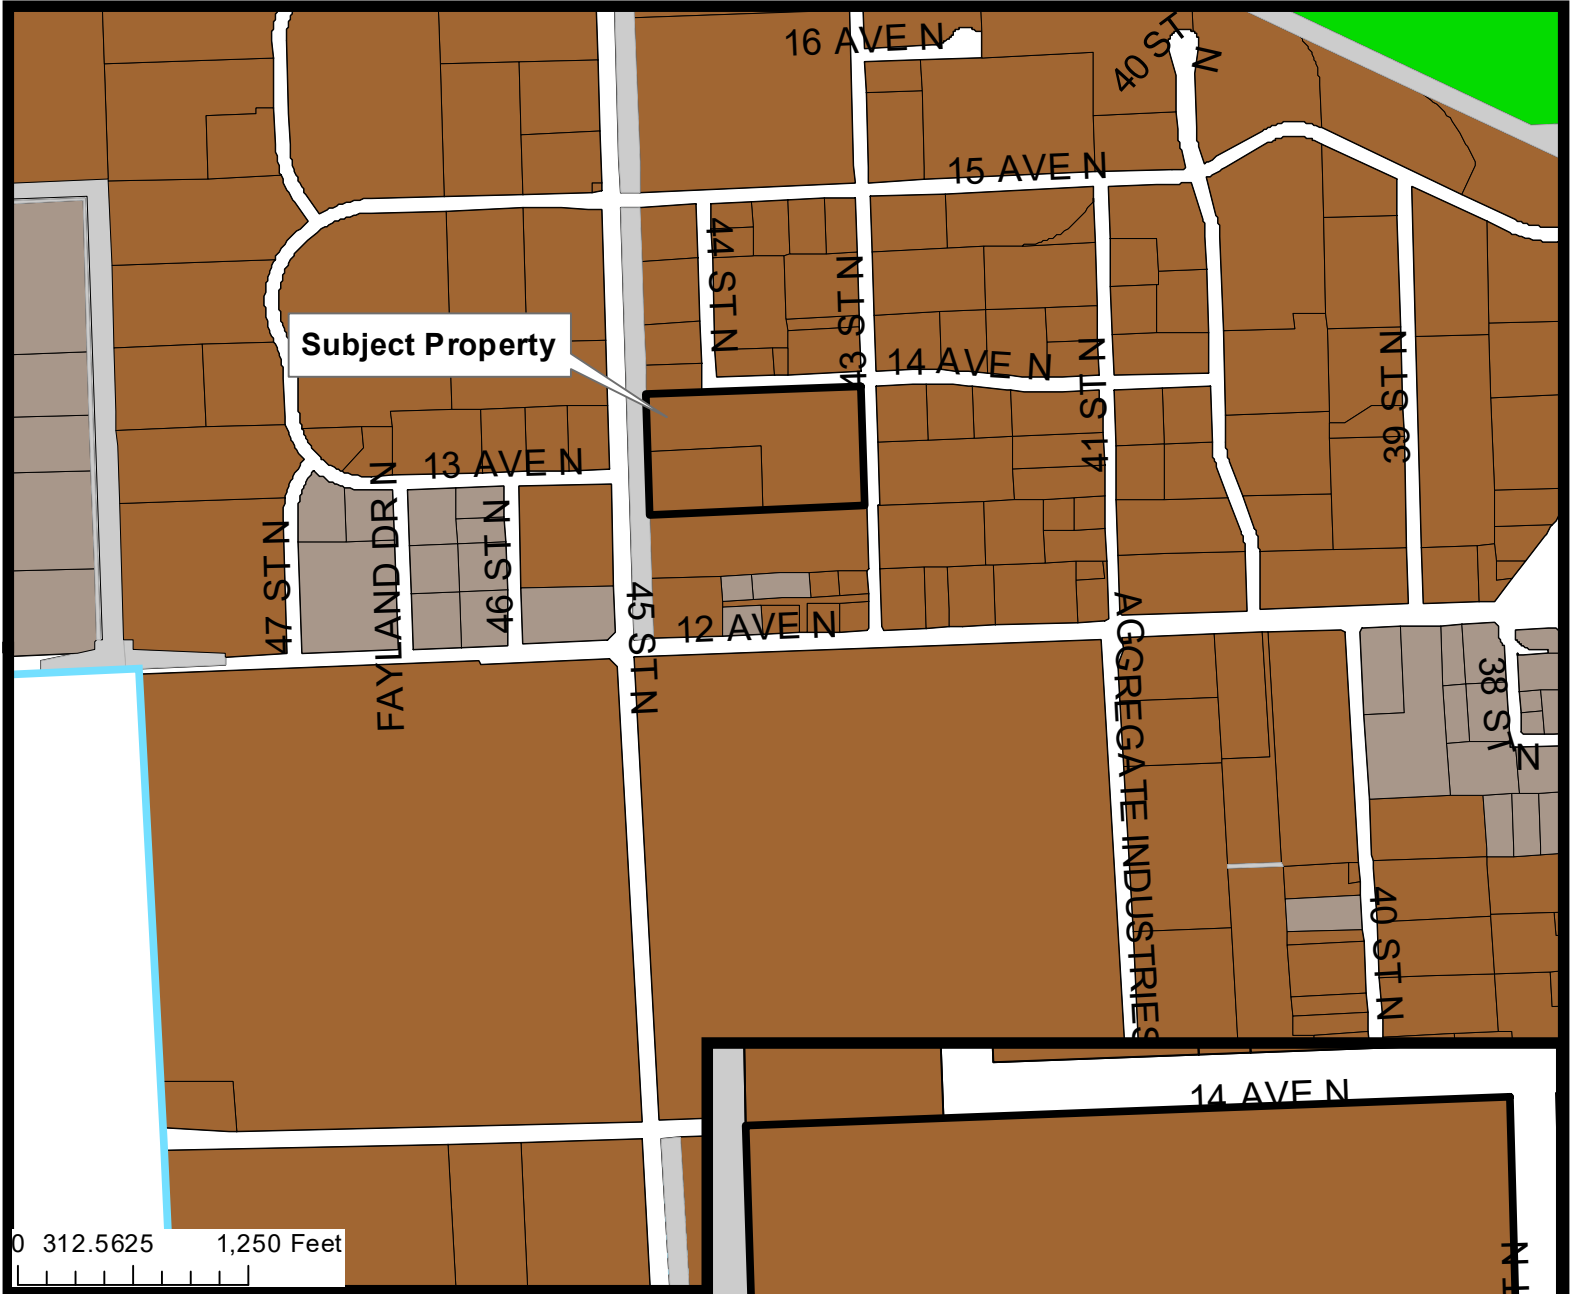 16 AVE N
40 ST N
15 AVE N
44 ST N
43 ST N
Subject Property
14 AVE N
41 ST N
39 ST N
13 AVE N
47 ST N
FAYLAND DR N
46 ST N
45 ST N
12 AVE N
AGGREGATE INDUSTRIES
38 ST N
40 ST N
14 AVE N
0 312.5625 1,250 Feet